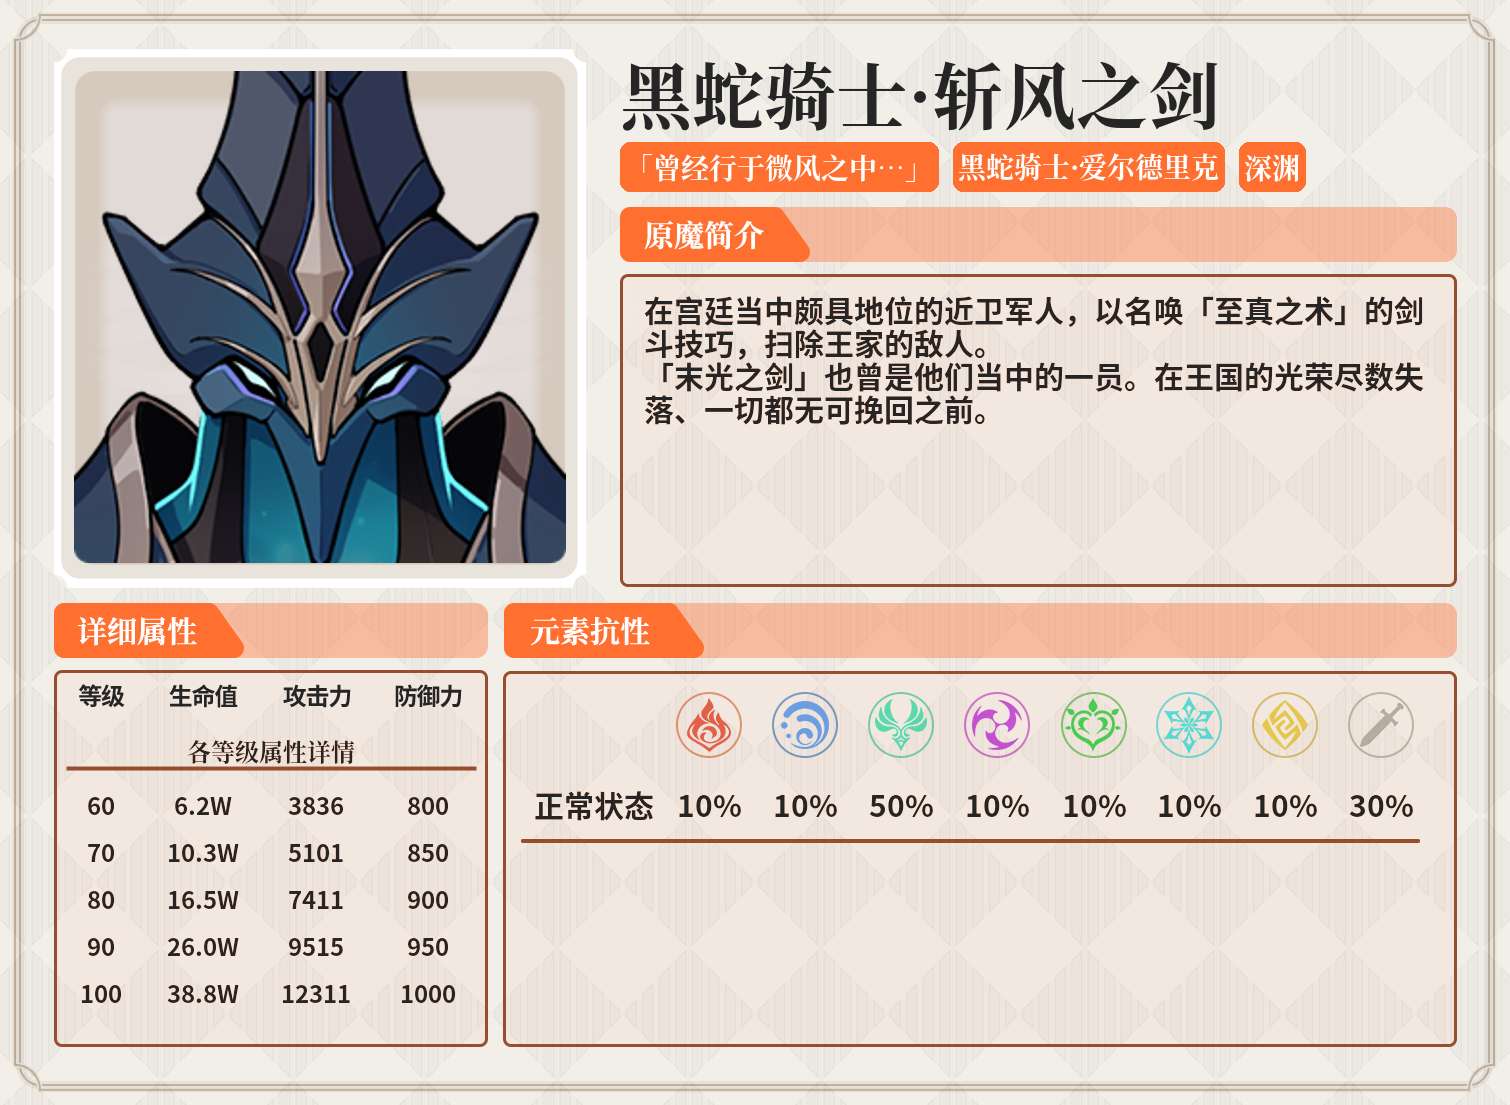 黑蛇骑士·斩风之剑
「曾经行于微风之中…」 黑蛇骑士·爱尔德里克 深渊
原魔简介
在宫廷当中颇具地位的近卫军人，以名唤「至真之术」的剑
斗技巧，扫除王家的敌人。
「末光之剑」也曾是他们当中的一员。在王国的光荣尽数失
落、一切都无可挽回之前。
详细属性
等级 生命值 攻击力 防御力
各等级属性详情
60 6.2W 3836 800
70 10.3W 5101 850
80 16.5W 7411 900
90 26.0W 9515 950
100 38.8W 12311 1000
元素抗性
正常状态 10% 10% 50% 10% 10% 10% 10% 30%